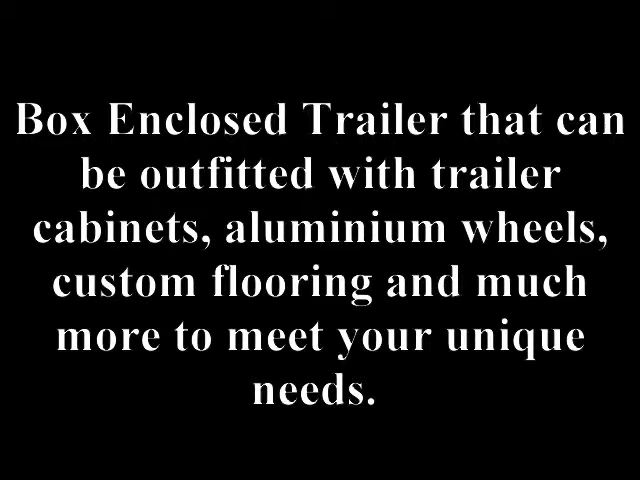 Box Enclosed Trailer that can
be outfitted with trailer
cabinets, aluminium wheels,
custom flooring and much
more to meet your unique
needs.